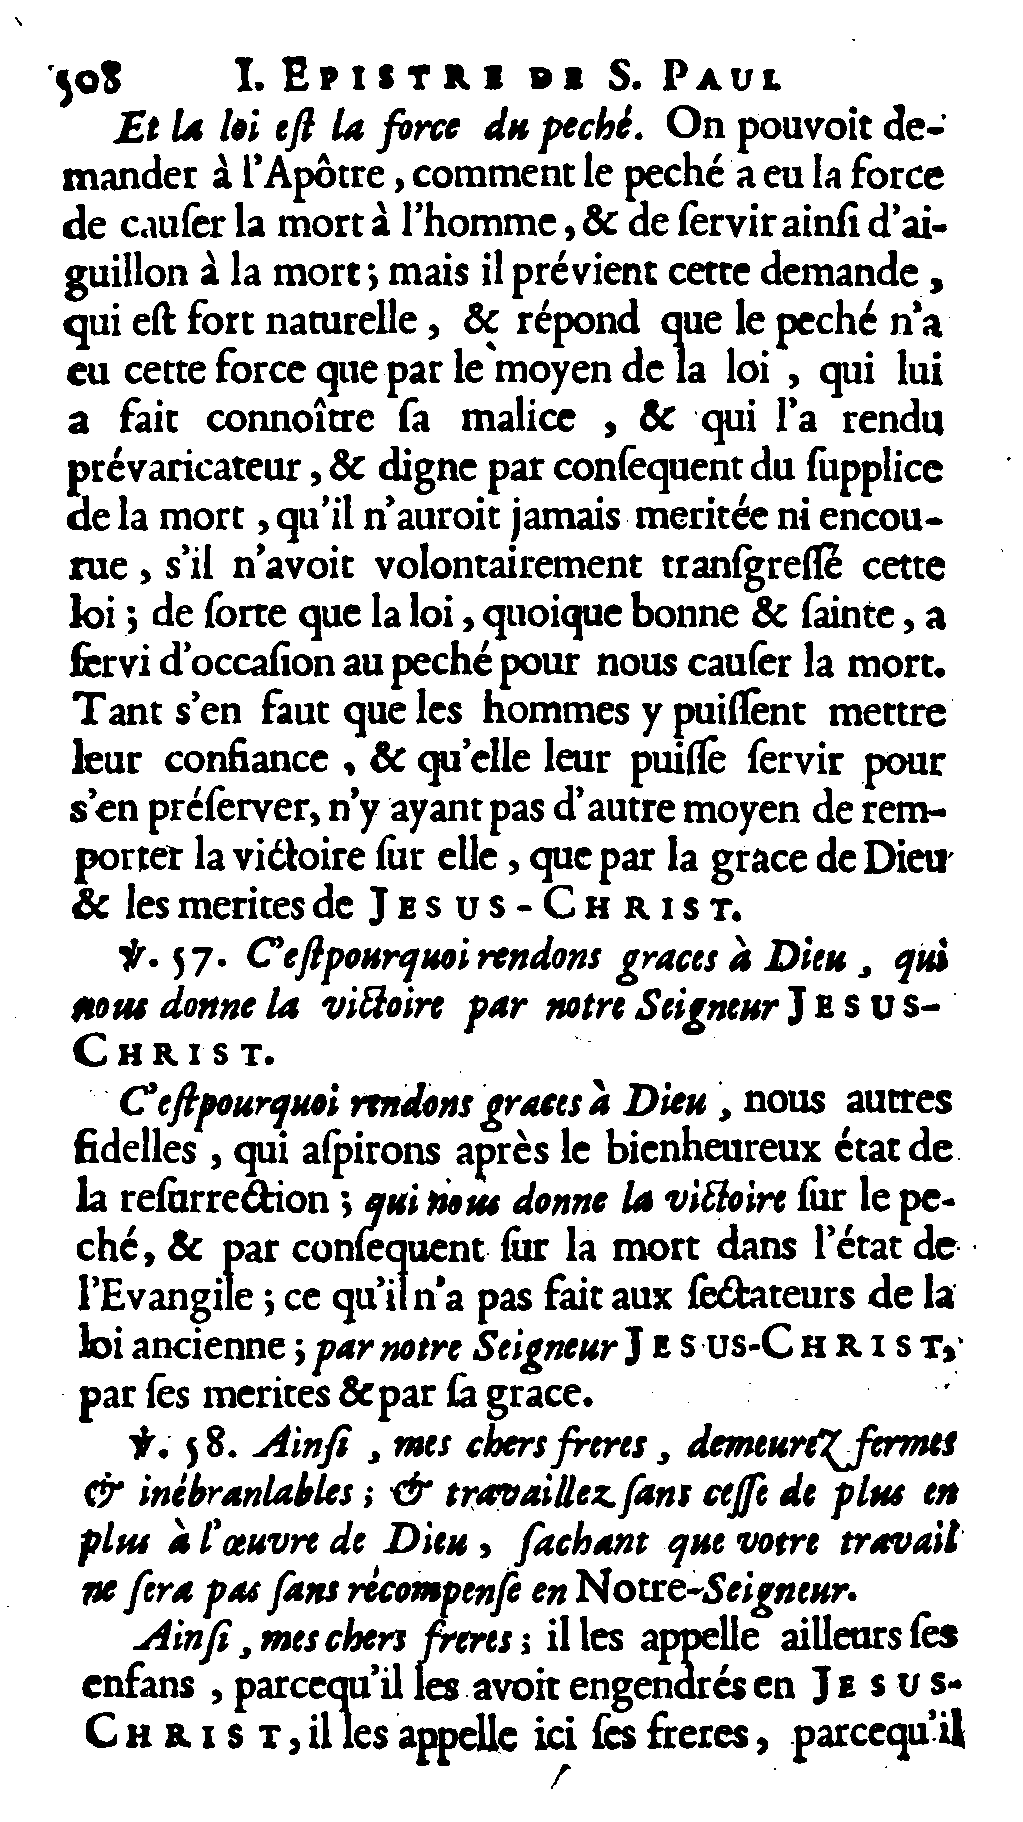 508 I. EPISTRE DE S. PAUL
Et la loi eſt la force du peché. On pouvoit de-
mander à l'Apôtre, comment le peché a eu la force
de cauſer la mort à l'homme, & de ſervir ainſi d'ai-
guillon à la mort; mais il prévient cette demande,
qui eſt fort naturelle, & répond que le peché n'a
eu cette force que par le moyen de la loi, qui lui
a fait connoître ſa malice, & qui l'a rendu
prévaricateur, & digne par conſequent du ſupplice
de la mort, qu'il n'auroit jamais meritée ni encou-
rue, s'il n'avoit volontairement tranſgreſſé cette
loi; de ſorte que la loi, quoique bonne & ſainte, a
ſervi d'occaſion au peché pour nous cauſer la mort.
Tant s'en faut que les hommes y puiſſent mettre
leur confiance, & qu'elle leur puiſſe ſervir pour
s'en préſerver, n'y ayant pas d'autre moyen de rem-
porter la victoire ſur elle, que par la grace de Dieu
& les merites de JESUS-CHRIST.
℣. 57. C'eſtpourquoi rendons graces à Dieu, qui
nous donne la victoire par notre Seigneur JESUS-
CHRIST.
C'eſtpourquoi rendons graces à Dieu, nous autres
fidelles, qui aſpirons après le bienheureux état de
la reſurrection; qui nous donne la victoire ſur le pe-
ché, & par conſequent ſur la mort dans l'état de
l'Evangile; ce qu'il n'a pas fait aux ſectateurs de la
loi ancienne; par notre Seigneur JESUS-CHRIST,
par ſes merites & par ſa grace.
℣. 58. Ainſi, mes chers freres, demeurez fermes
& inébranlables; & travaillez ſans ceſſe de plus en
plus à l'œuvre de Dieu, ſachant que votre travail
ne ſera pas ſans récompenſe en Notre-Seigneur.
Ainſi, mes chers freres; il les appelle ailleurs ſes
enfans, parcequ'il les avoit engendrés en JESUS-
CHRIST, il les appelle ici ſes freres, parcequ'il